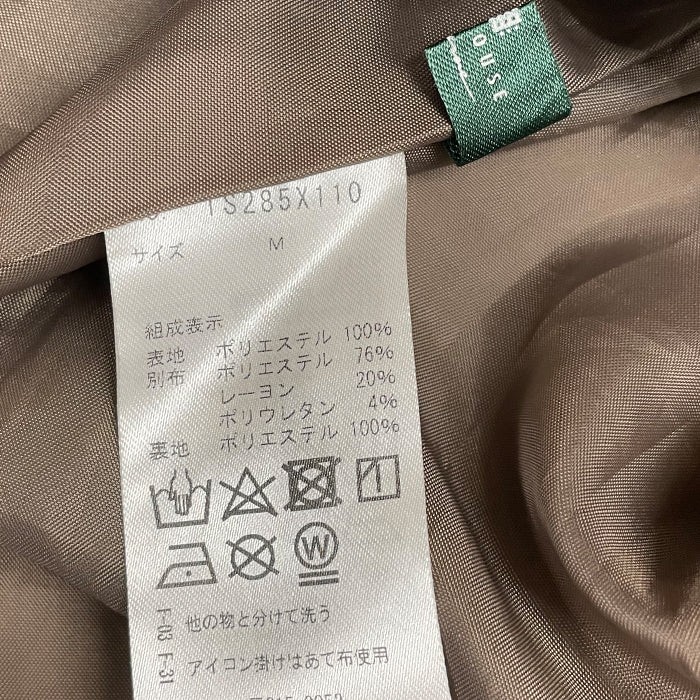 OUSE
TS285X110
サイズ M
組成表示
表地 ポリエステル 100%
別布 ポリエステル 76%
レーヨン 20%
ポリウレタン 4%
裏地 ポリエステル 100%
W
F-03 他の物と分けて洗う
F-31 アイロン掛けはあて布使用